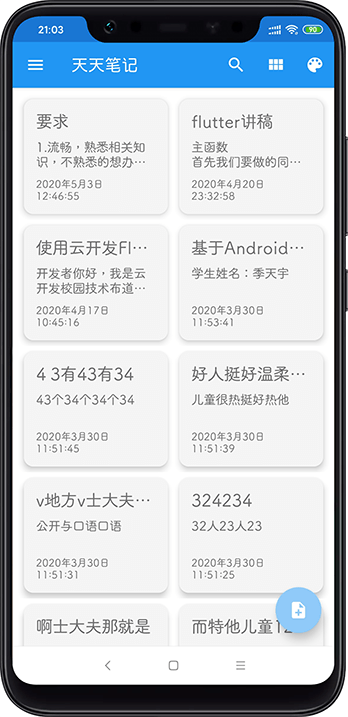 21:03
90
天天笔记
要求
1.流畅，熟悉相关知
识，不熟悉的想办…
2020年5月3日
12:46:55
flutter讲稿
主函数
首先我们要做的同…
2020年4月20日
23:32:58
使用云开发Fl…
开发者你好，我是云
开发校园技术布道…
2020年4月17日
10:45:16
基于Android…
学生姓名：季天宇
2020年3月30日
11:53:41
4 3有43有34
43个34个34个34
2020年3月30日
11:51:45
好人挺好温柔…
儿童很热挺好热他
2020年3月30日
11:51:39
v地方v士大夫…
公开与口语口语
2020年3月30日
11:51:31
324234
32人23人23
2020年3月30日
11:51:25
啊士大夫那就是
而特他儿童12